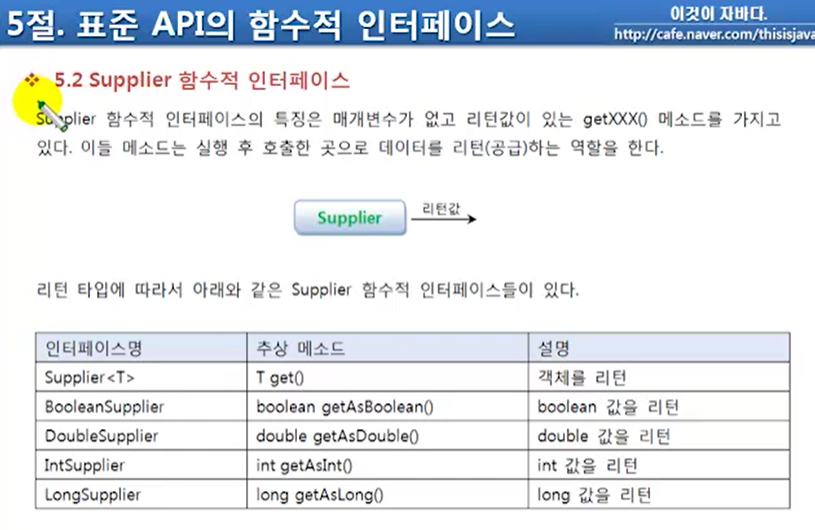 5절. 표준 API의 함수적 인터페이스
이것이 자바다.
http://cafe.naver.com/thisisjava
5.2 Supplier 함수적 인터페이스
Supplier 함수적 인터페이스의 특징은 매개변수가 없고 리턴값이 있는 getXXX() 메소드를 가지고
있다. 이들 메소드는 실행 후 호출한 곳으로 데이터를 리턴(공급)하는 역할을 한다.
Supplier 리턴값
리턴 타입에 따라서 아래와 같은 Supplier 함수적 인터페이스들이 있다.
인터페이스명 추상 메소드 설명
Supplier<T> T get() 객체를 리턴
BooleanSupplier boolean getAsBoolean() boolean 값을 리턴
DoubleSupplier double getAsDouble() double 값을 리턴
IntSupplier int getAsInt() int 값을 리턴
LongSupplier long getAsLong() long 값을 리턴